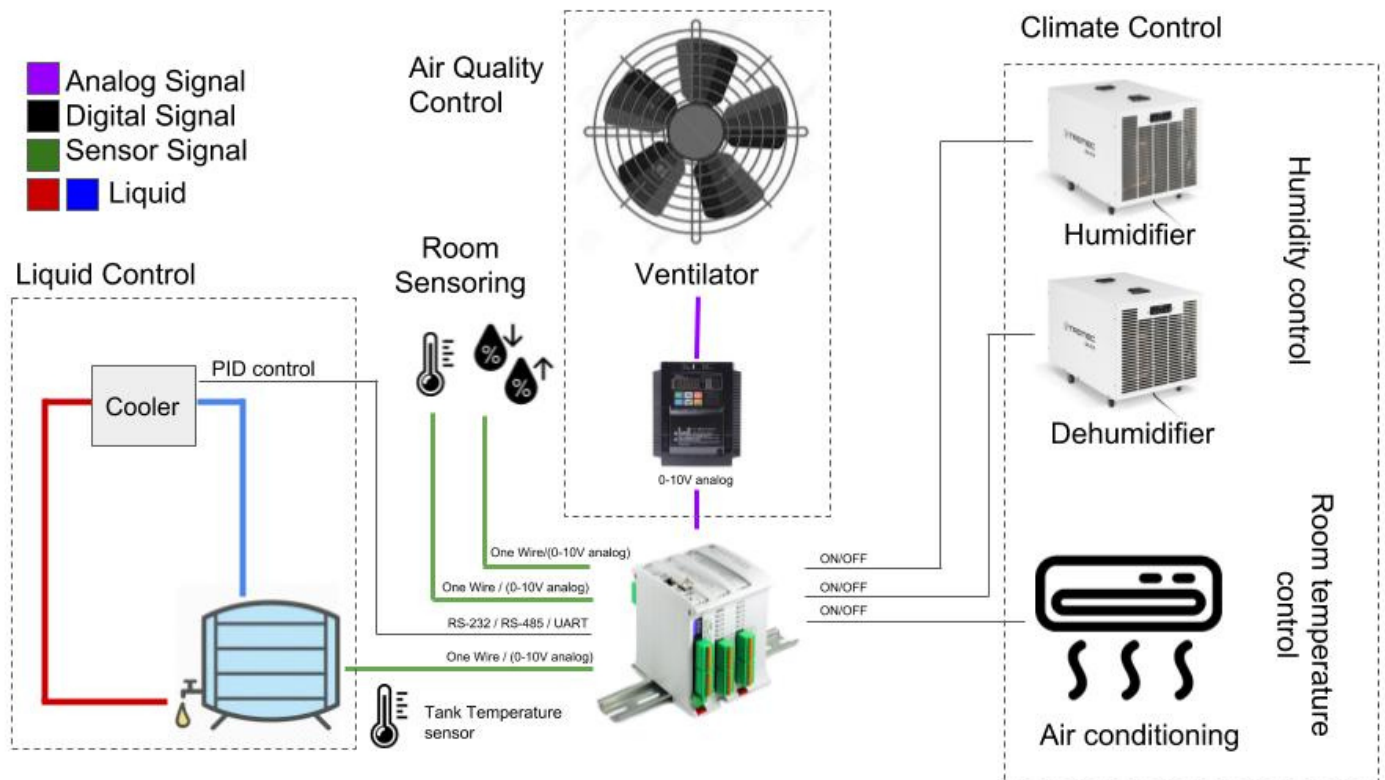 Analog Signal
Digital Signal
Sensor Signal
Liquid
Air Quality
Control
Climate Control
Humidifier
Dehumidifier
Humidity control
Room
Sensoring
Ventilator
Liquid Control
PID control
Cooler
%
%
0-10V analog
One Wire/(0-10V analog)
One Wire / (0-10V analog)
RS-232 / RS-485 / UART
One Wire / (0-10V analog)
ON/OFF
ON/OFF
ON/OFF
Tank Temperature
sensor
Room temperature
control
Air conditioning
TROTEC
TROTEC